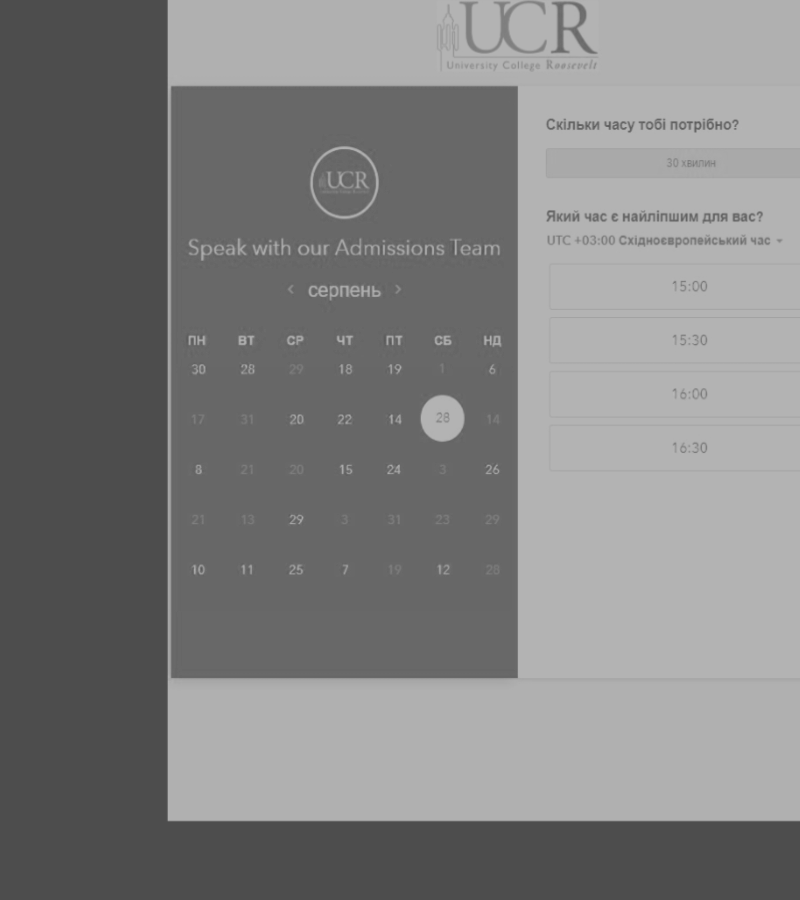 UCR
University College Roosevelt
UCR
Speak with our Admissions Team
< серпень >
ПН ВТ СР ЧТ ПТ СБ НД
30 28 29 18 19 1 6
17 31 20 22 14 28 14
8 21 20 15 24 3 26
21 13 29 3 31 23 29
10 11 25 7 19 12 28
Скільки часу тобі потрібно?
30 хвилин
Який час є найліпшим для вас?
UTC +03:00 Східноєвропейський час
15:00
15:30
16:00
16:30